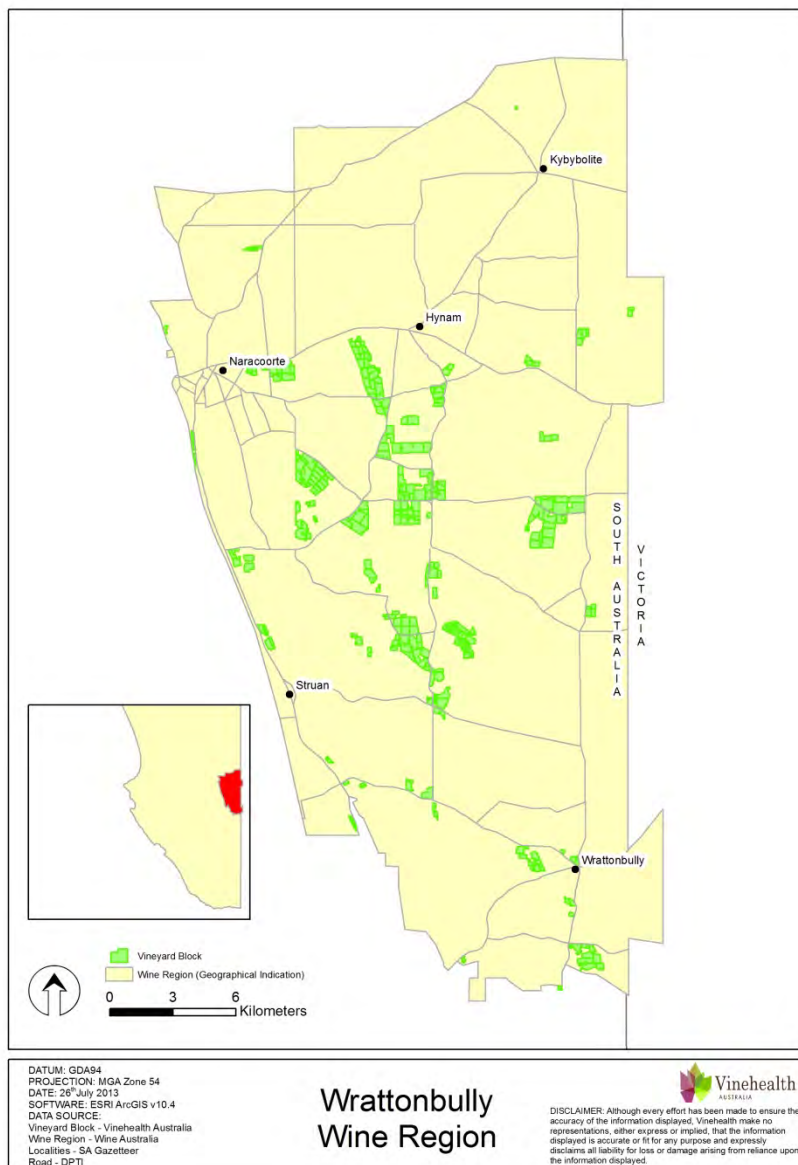 Kybybolite
Hynam
Naracoorte
SOUTH AUSTRALIA
VICTORIA
Struan
Wrattonbully
Vineyard Block
Wine Region (Geographical Indication)
0 3 6
Kilometers
DATUM: GDA94
PROJECTION: MGA Zone 54
DATE: 26th July 2013
SOFTWARE: ESRI ArcGIS v10.4
DATA SOURCE:
Vineyard Block - Vinehealth Australia
Wine Region - Wine Australia
Localities - SA Gazetteer
Road - DPTI
Wrattonbully
Wine Region
Vinehealth
AUSTRALIA
DISCLAIMER: Although every effort has been made to ensure the
accuracy of the information displayed, Vinehealth make no
representations, either express or implied, that the information
displayed is accurate or fit for any purpose and expressly
disclaims all liability for loss or damage arising from reliance upon
the information displayed.